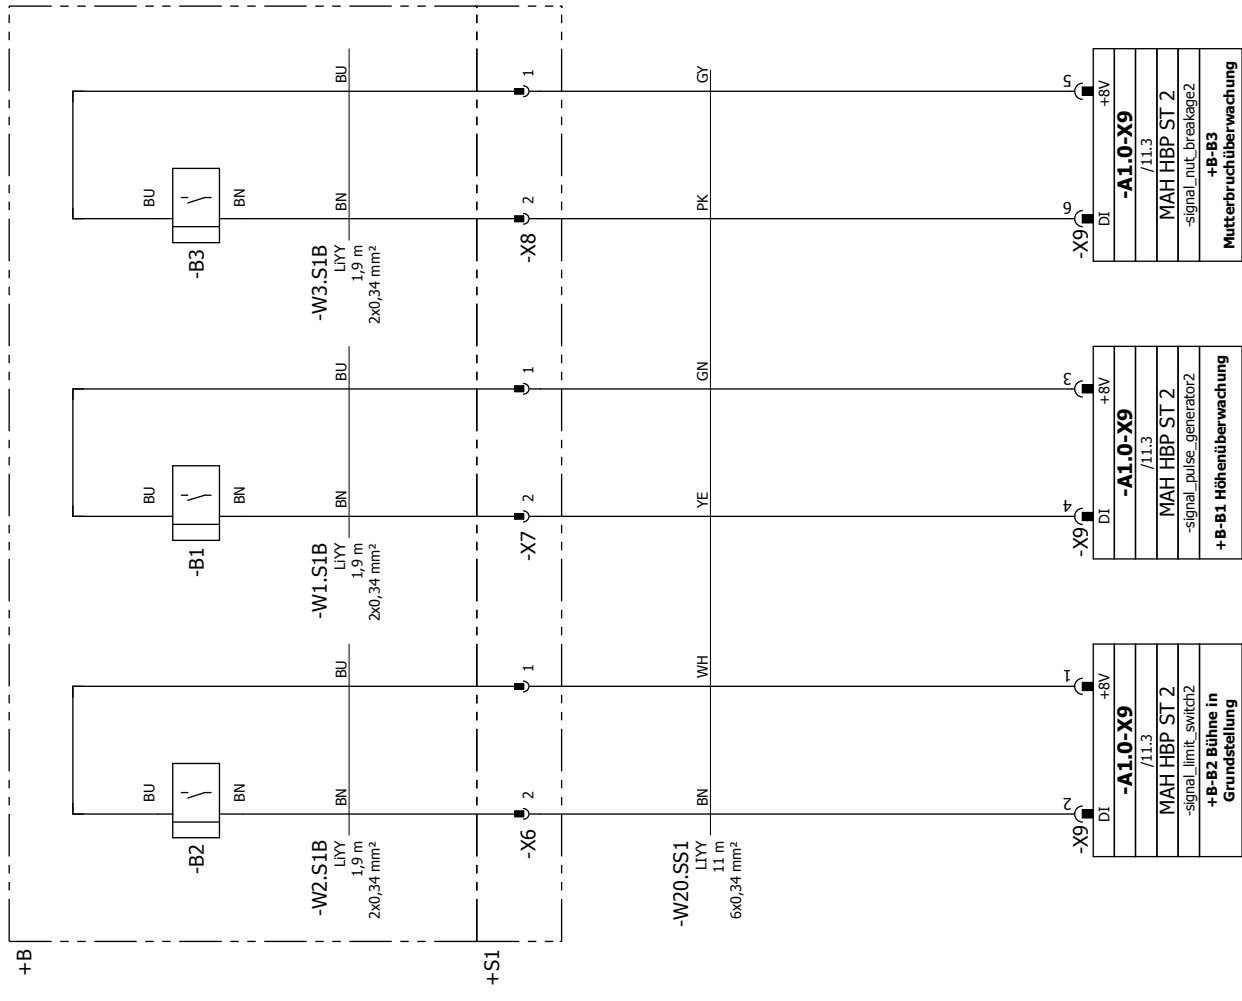 +B
+S1
-B2
BU
BN
-W2.S1B
LiYY
1,9 m
2x0,34 mm²
BN
BU
-X6
2
1
-W20.SS1
LIYY
11 m
6x0,34 mm²
BN
WH
-X9
2
1
DI
+8V
-A1.0-X9
/11.3
MAH HBP ST 2
-signal_limit_switch2
+B-B2 Bühne in
Grundstellung
-B1
BU
BN
-W1.S1B
LiYY
1,9 m
2x0,34 mm²
BN
BU
-X7
2
1
YE
GN
-X9
4
3
DI
+8V
-A1.0-X9
/11.3
MAH HBP ST 2
-signal_pulse_generator2
+B-B1 Höhenüberwachung
-B3
BU
BN
-W3.S1B
LiYY
1,9 m
2x0,34 mm²
BN
BU
-X8
2
1
PK
GY
-X9
6
5
DI
+8V
-A1.0-X9
/11.3
MAH HBP ST 2
-signal_nut_breakage2
+B-B3
Mutterbruchüberwachung